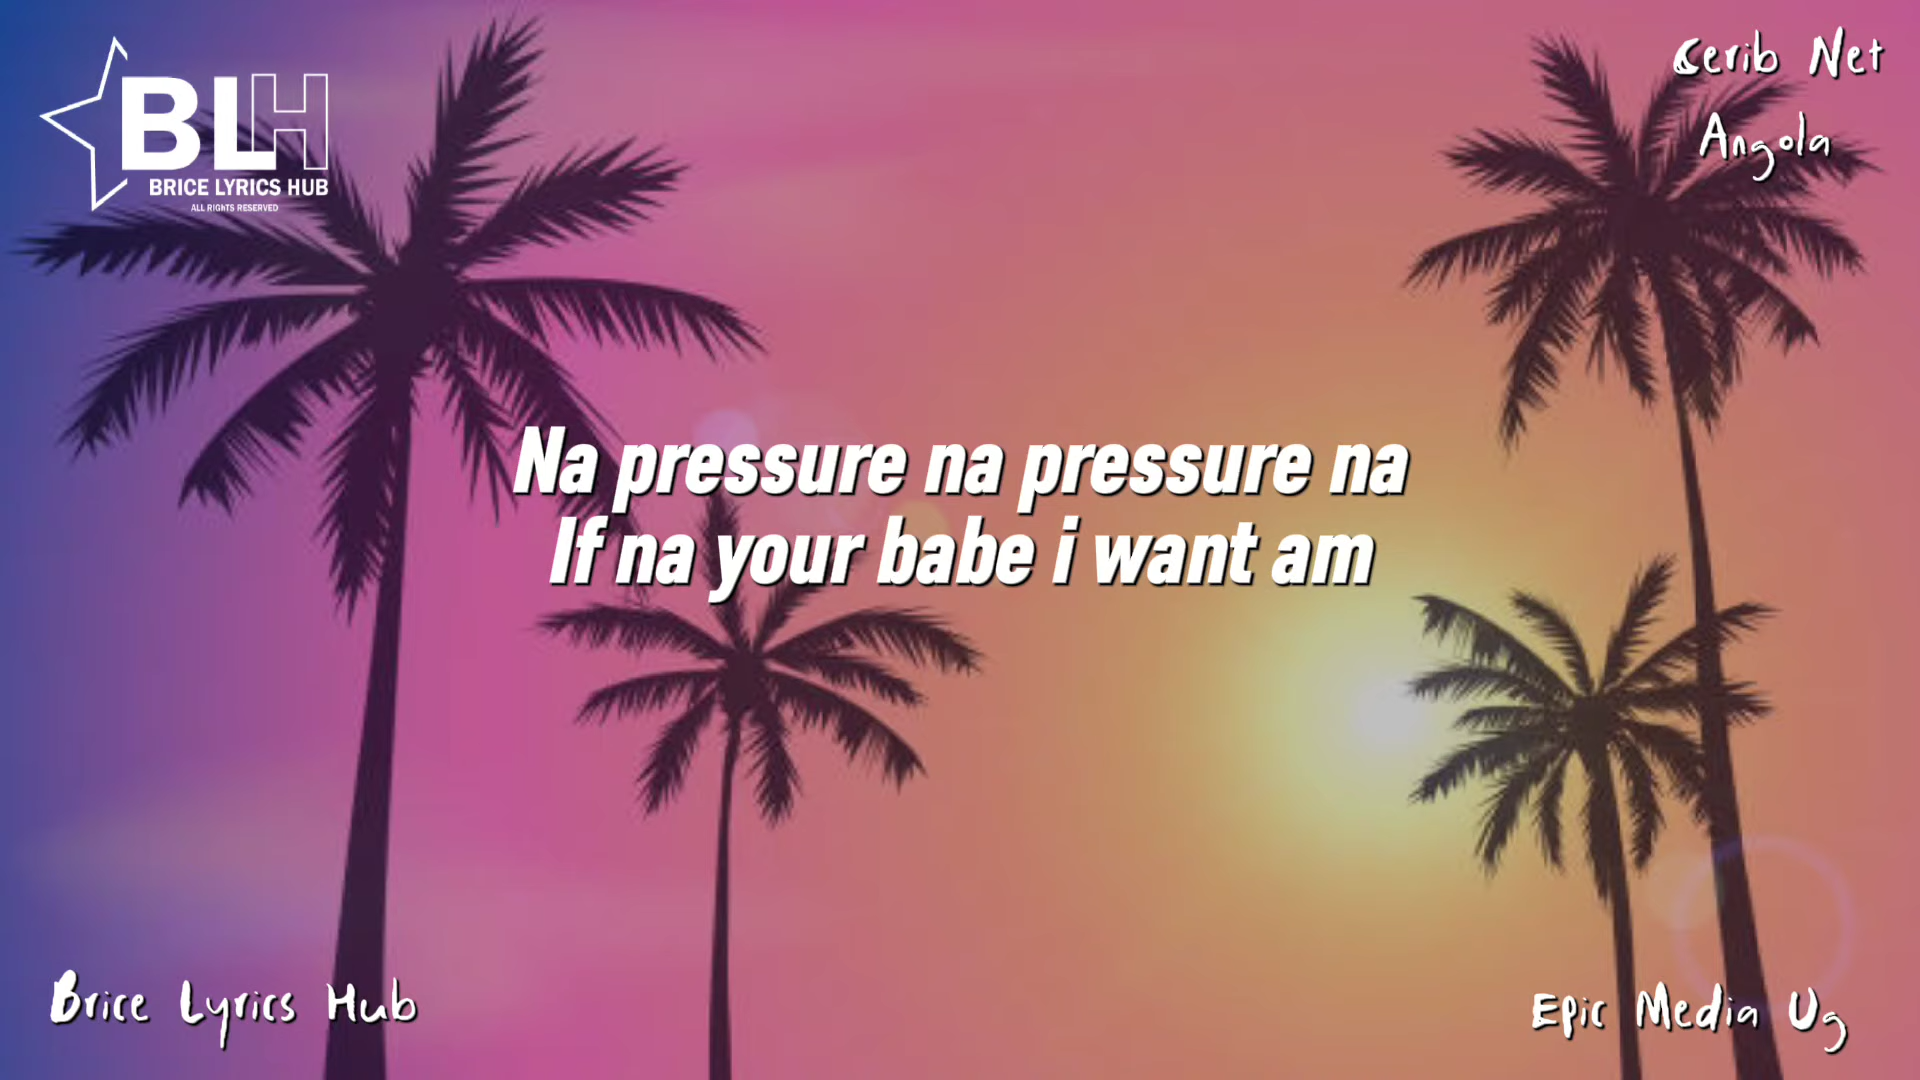 BLH
BRICE LYRICS HUB
ALL RIGHTS RESERVED
Cerib Net
Angola
Na pressure na pressure na
If na your babe i want am
Brice Lyrics Hub
Epic Media Ug